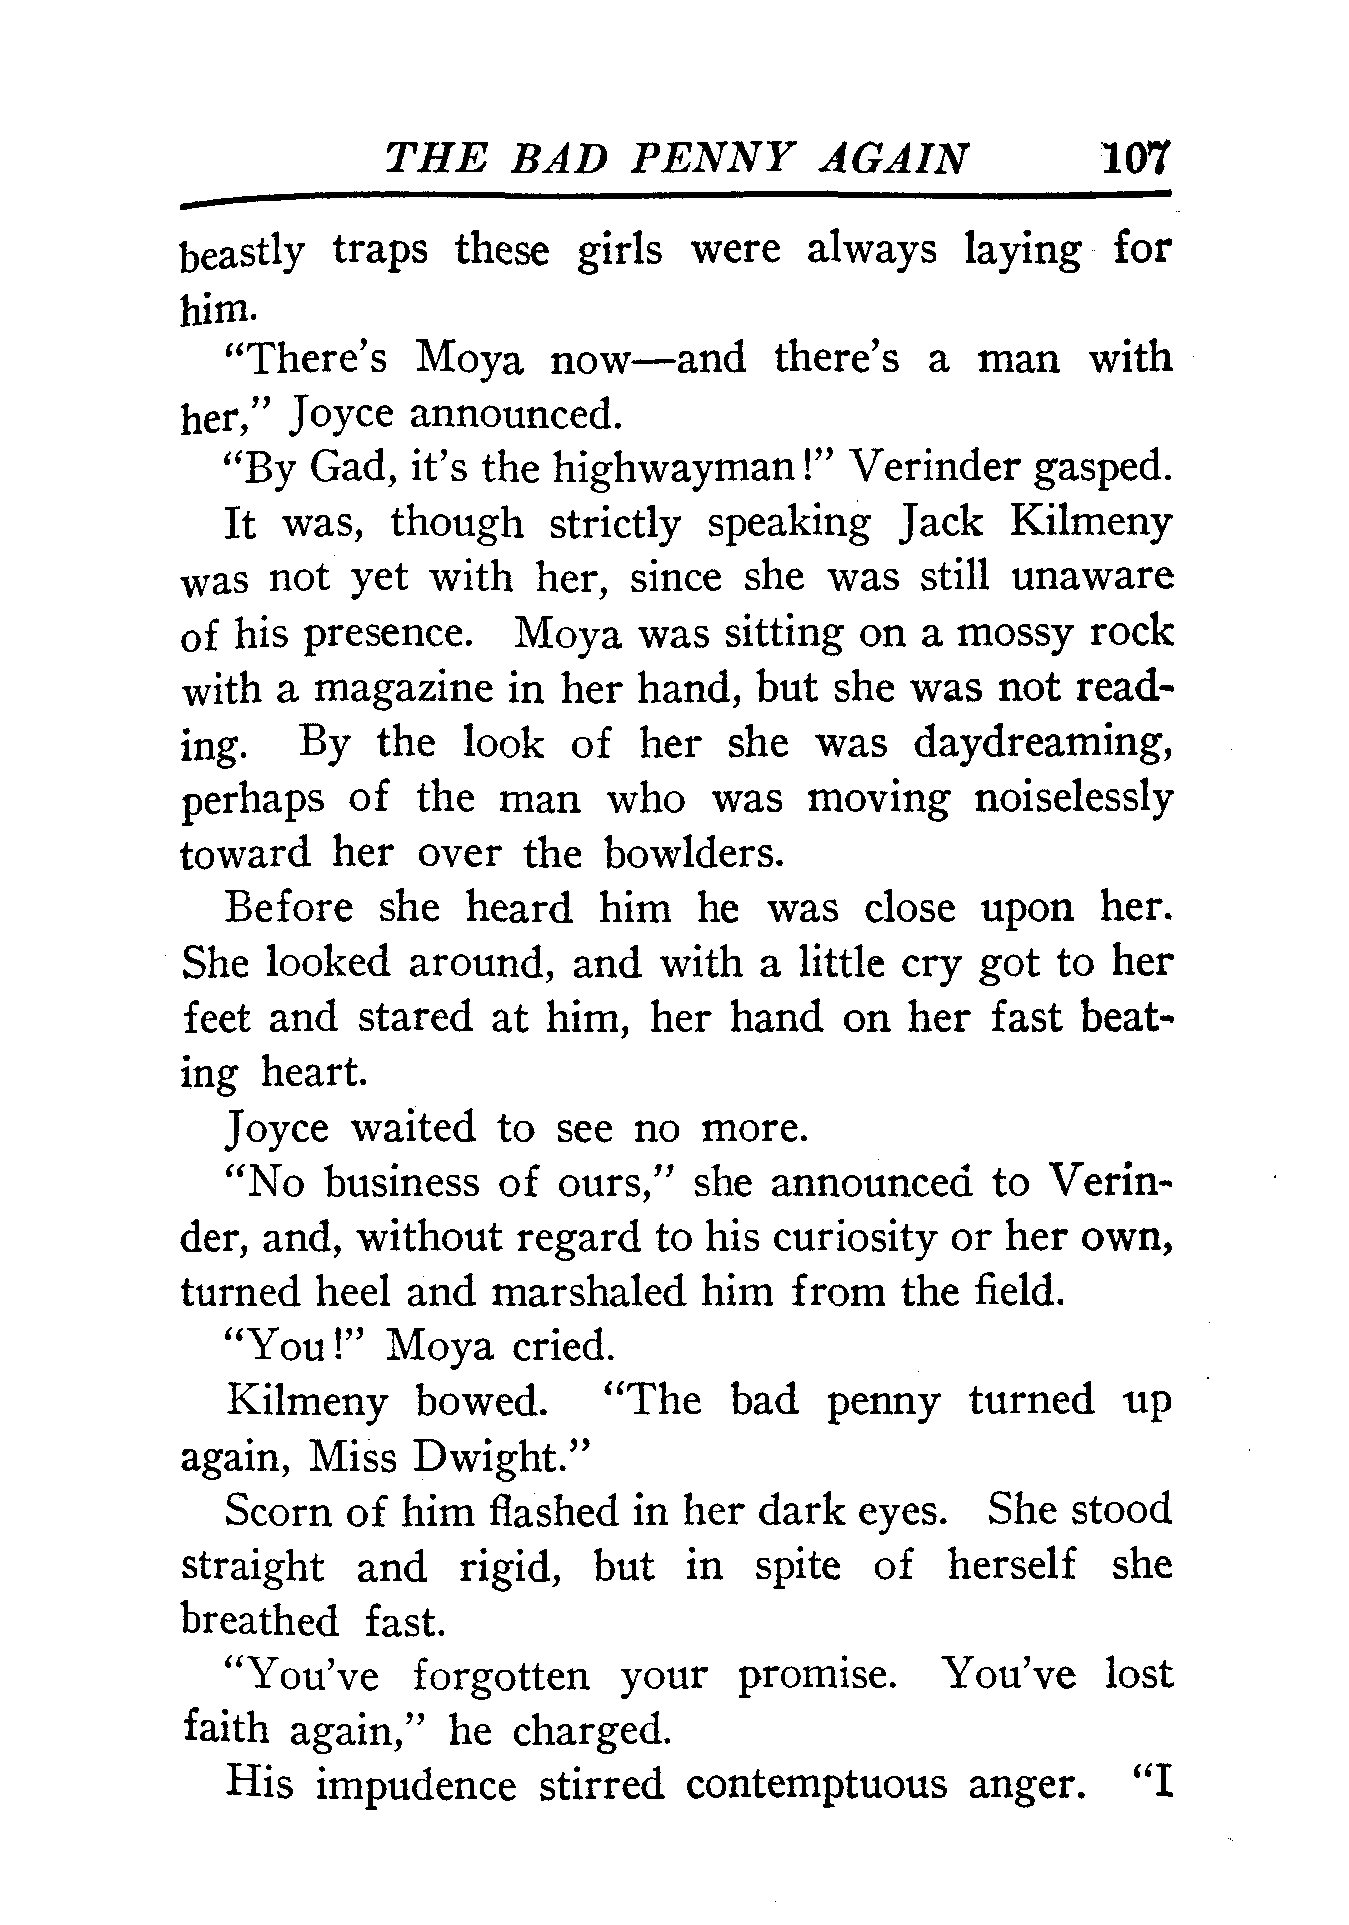 THE BAD PENNY AGAIN 107
beastly traps these girls were always laying for
him.
"There's Moya now—and there's a man with
her," Joyce announced.
"By Gad, it's the highwayman!" Verinder gasped.
It was, though strictly speaking Jack Kilmeny
was not yet with her, since she was still unaware
of his presence. Moya was sitting on a mossy rock
with a magazine in her hand, but she was not read-
ing. By the look of her she was daydreaming,
perhaps of the man who was moving noiselessly
toward her over the bowlders.
Before she heard him he was close upon her.
She looked around, and with a little cry got to her
feet and stared at him, her hand on her fast beat-
ing heart.
Joyce waited to see no more.
"No business of ours," she announced to Verin-
der, and, without regard to his curiosity or her own,
turned heel and marshaled him from the field.
"You!" Moya cried.
Kilmeny bowed. "The bad penny turned up
again, Miss Dwight."
Scorn of him flashed in her dark eyes. She stood
straight and rigid, but in spite of herself she
breathed fast.
"You've forgotten your promise. You've lost
faith again," he charged.
His impudence stirred contemptuous anger. "I